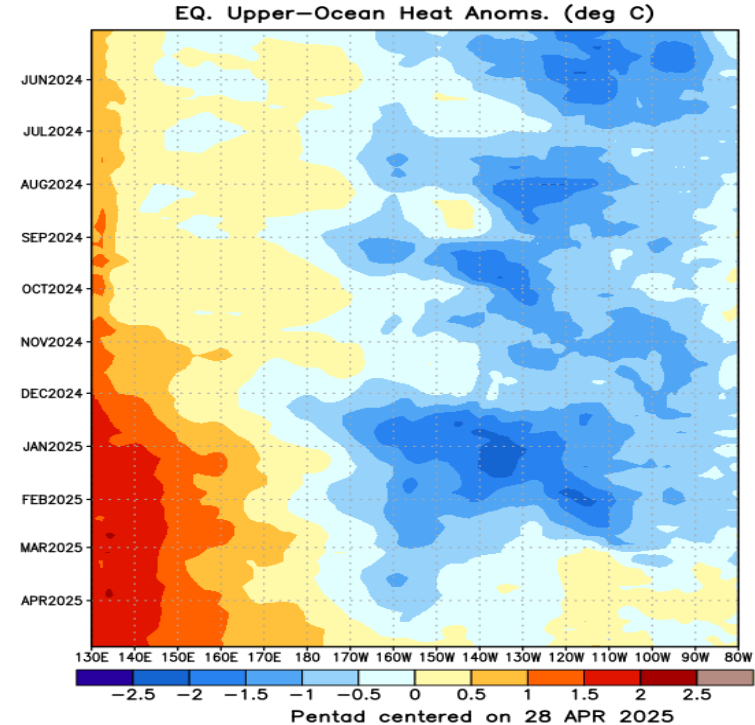 EQ. Upper-Ocean Heat Anoms. (deg C)
JUN2024
JUL2024
AUG2024
SEP2024
OCT2024
NOV2024
DEC2024
JAN2025
FEB2025
MAR2025
APR2025
130E 140E 150E 160E 170E 180 170W 160W 150W 140W 130W 120W 110W 100W 90W 80W
-2.5 -2 -1.5 -1 -0.5 0 0.5 1 1.5 2 2.5
Pentad centered on 28 APR 2025